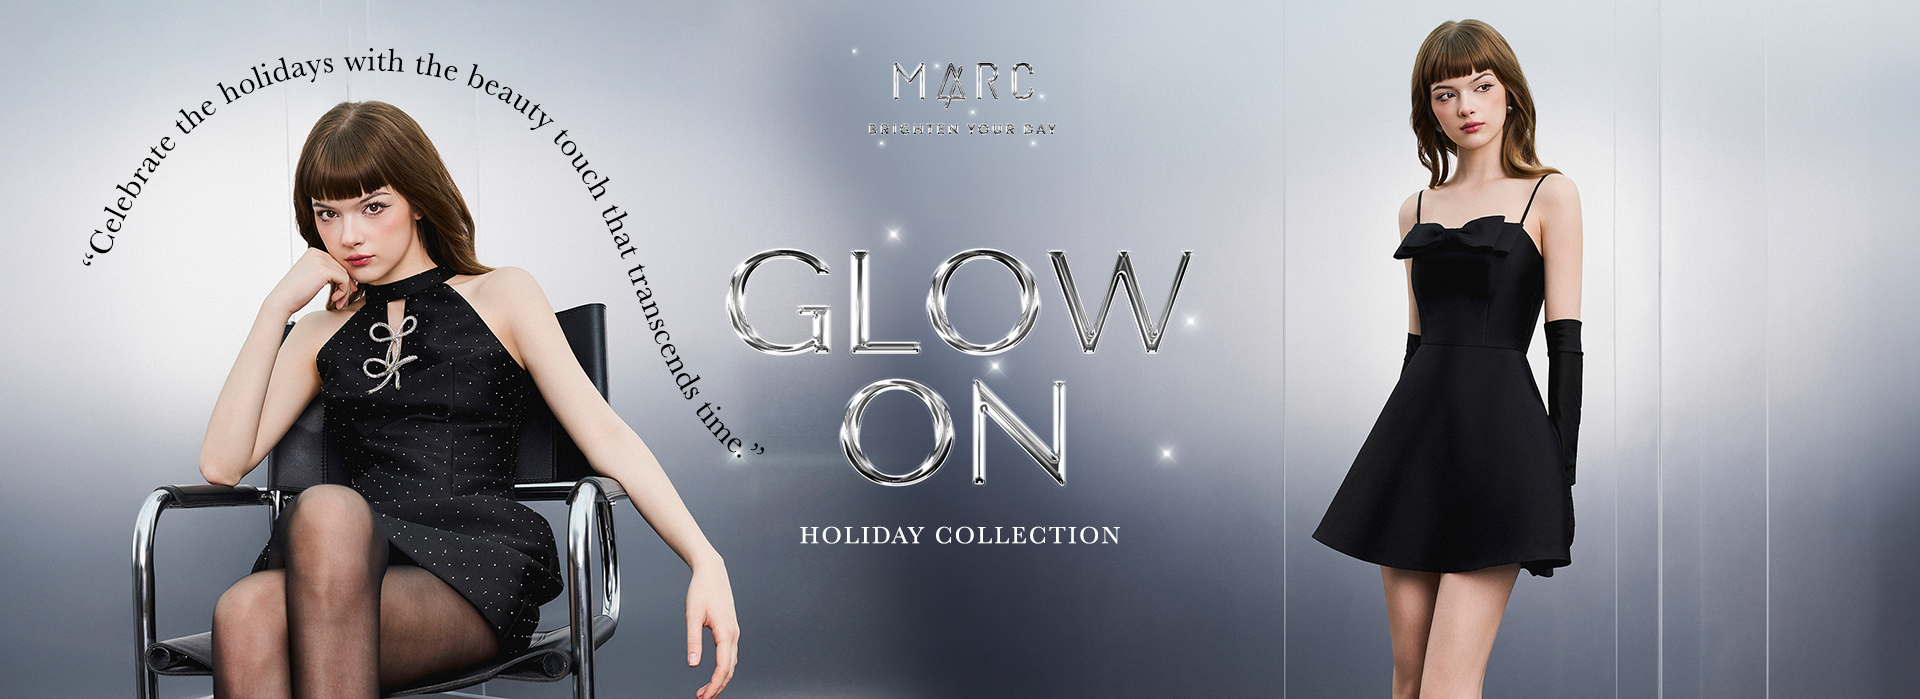 “Celebrate the holidays with the beauty touch that transcends time.”
MARC
BRIGHTEN YOUR DAY
GLOW
ON
HOLIDAY COLLECTION